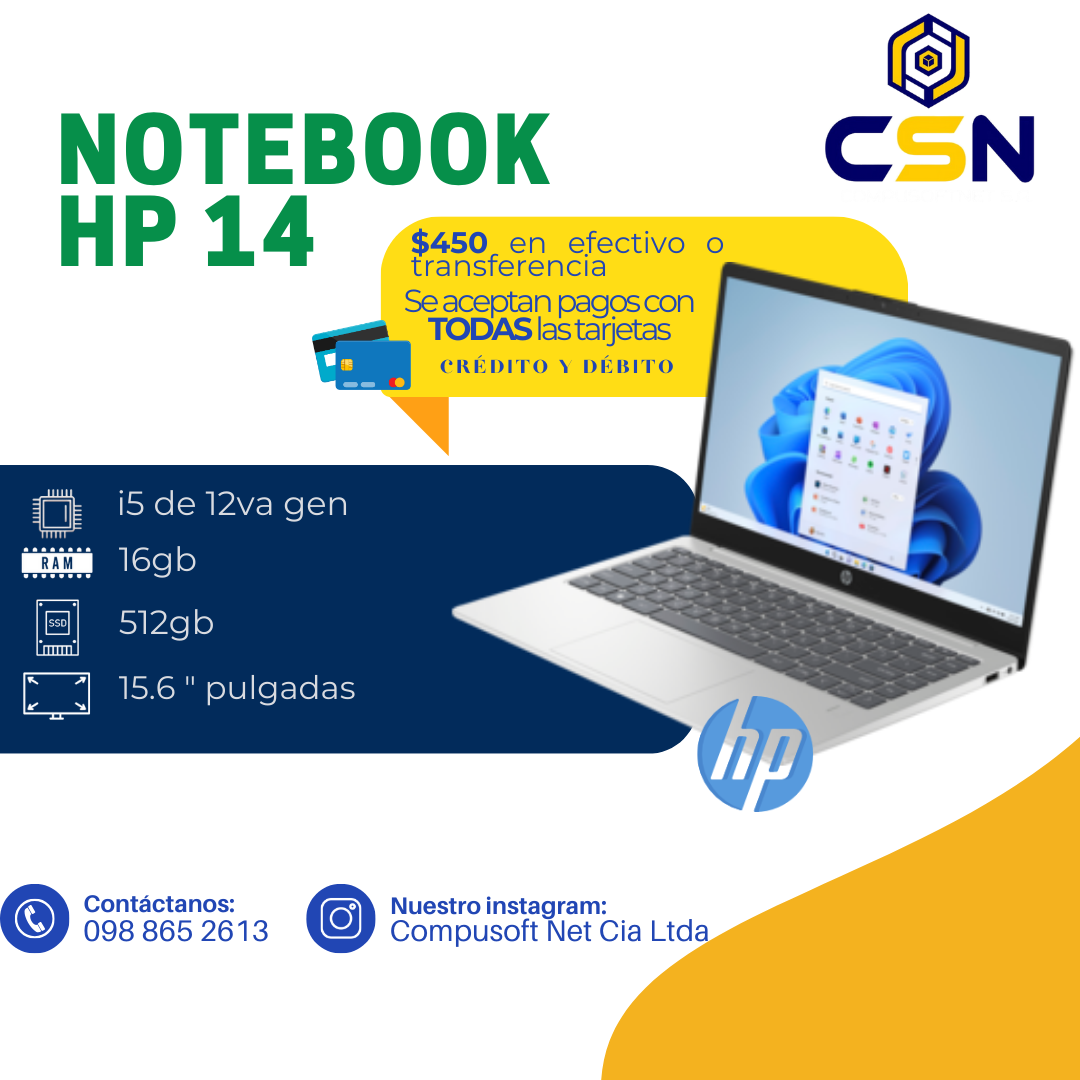 CSN
NOTEBOOK
HP 14
$450 en efectivo o
transferencia
Se aceptan pagos con
TODAS las tarjetas
CRÉDITO Y DÉBITO
i5 de 12va gen
RAM
16gb
SSD
512gb
15.6 " pulgadas
hp
Contáctanos:
098 865 2613
Nuestro instagram:
Compusoft Net Cia Ltda